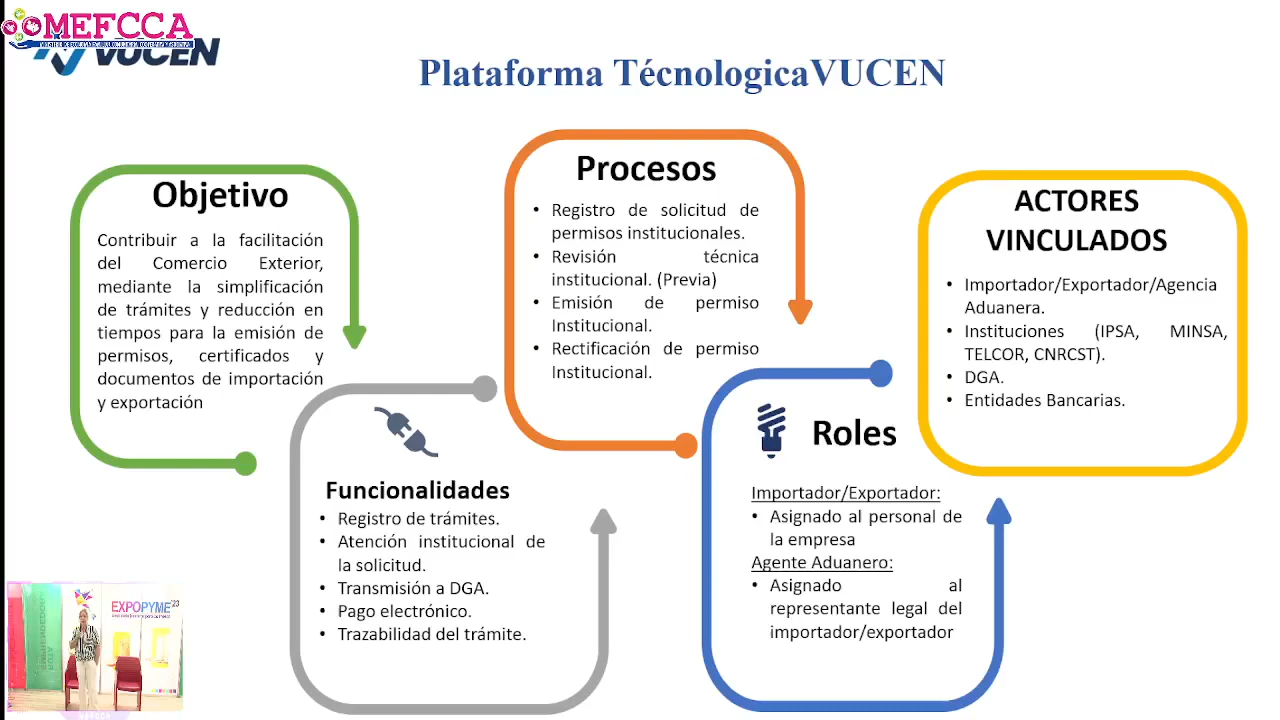 MEFCCA
VUCEN
Plataforma TécnologicaVUCEN
Objetivo
Contribuir a la facilitación
del Comercio Exterior,
mediante la simplificación
de trámites y reducción en
tiempos para la emisión de
permisos, certificados y
documentos de importación
y exportación
Funcionalidades
• Registro de trámites.
• Atención institucional de
la solicitud.
• Transmisión a DGA.
• Pago electrónico.
• Trazabilidad del trámite.
Procesos
• Registro de solicitud de
permisos institucionales.
• Revisión técnica
institucional. (Previa)
• Emisión de permiso
Institucional.
• Rectificación de permiso
Institucional.
Roles
Importador/Exportador:
• Asignado al personal de
la empresa
Agente Aduanero:
• Asignado al
representante legal del
importador/exportador
ACTORES
VINCULADOS
• Importador/Exportador/Agencia
Aduanera.
• Instituciones (IPSA, MINSA,
TELCOR, CNRCST).
• DGA.
• Entidades Bancarias.
EXPOPYME'23